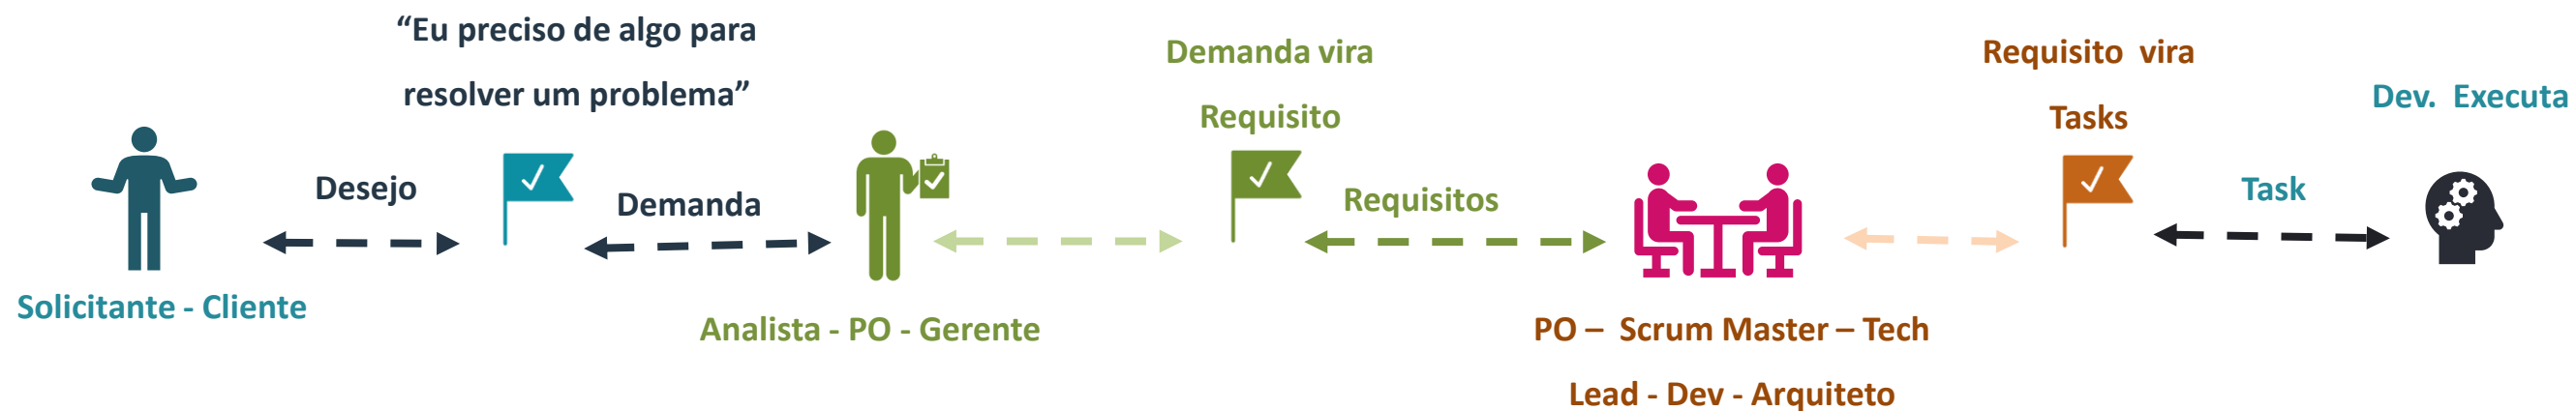 “Eu preciso de algo para
resolver um problema”
Demanda vira
Requisito
Requisito vira
Tasks
Dev. Executa
Desejo
Demanda
Requisitos
Task
Solicitante - Cliente
Analista - PO - Gerente
PO – Scrum Master – Tech
Lead - Dev - Arquiteto